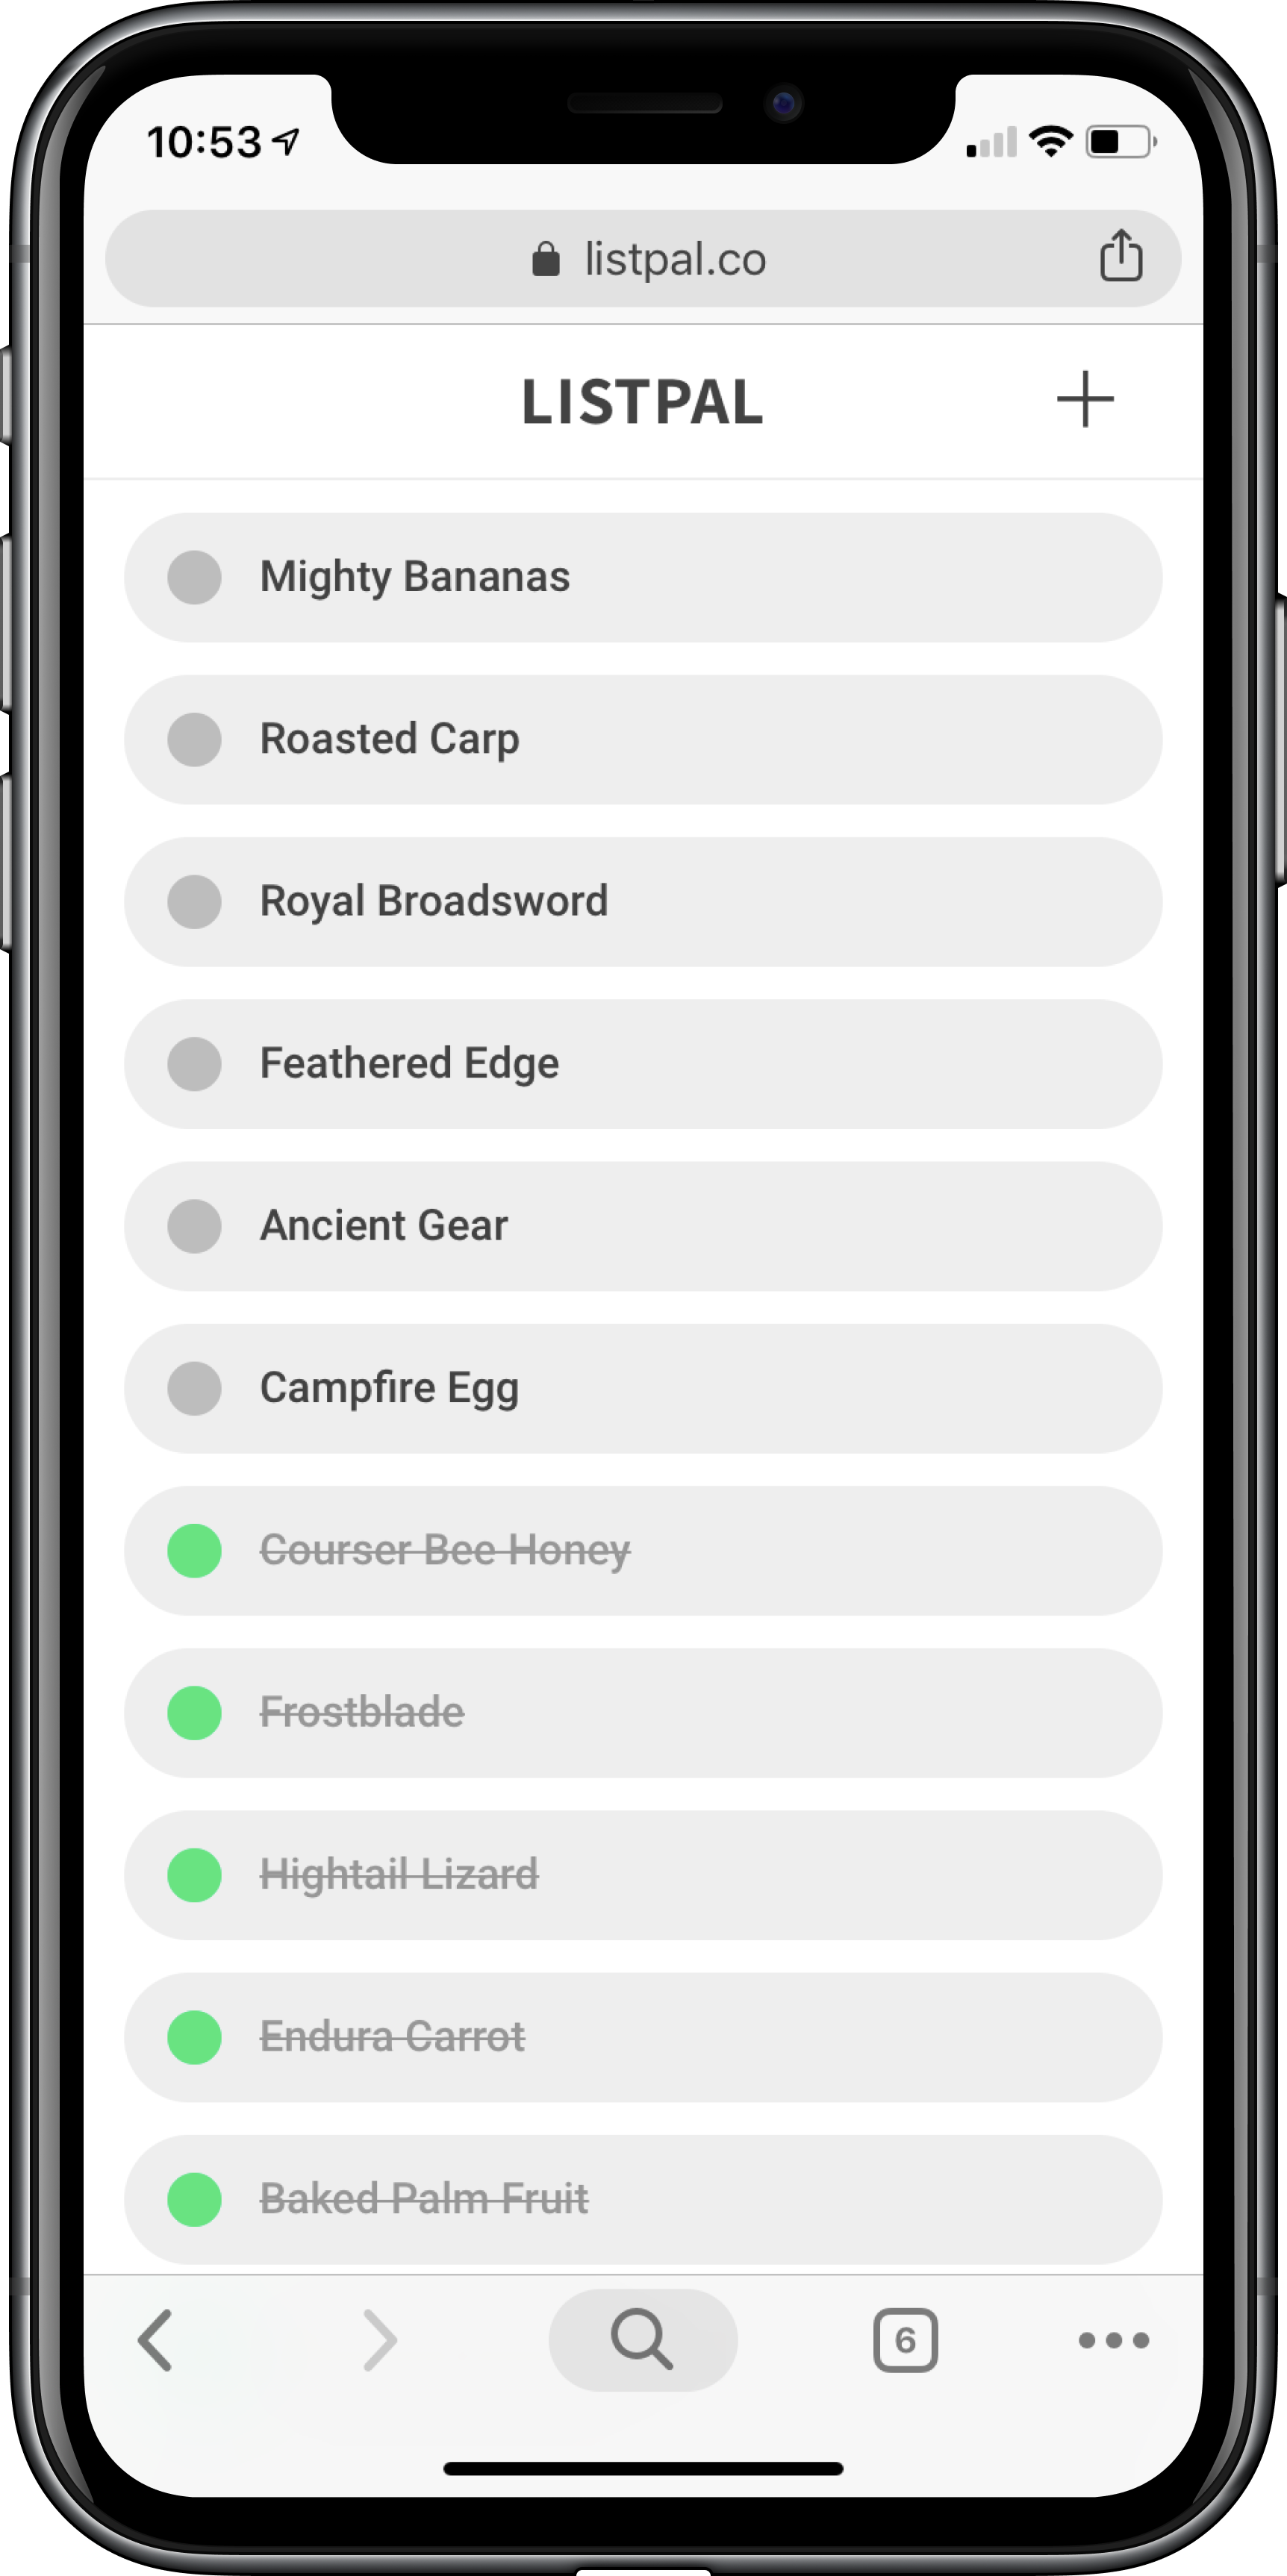 10:53
listpal.co
LISTPAL
Mighty Bananas
Roasted Carp
Royal Broadsword
Feathered Edge
Ancient Gear
Campfire Egg
Courser Bee Honey
Frostblade
Hightail Lizard
Endura Carrot
Baked Palm Fruit
6